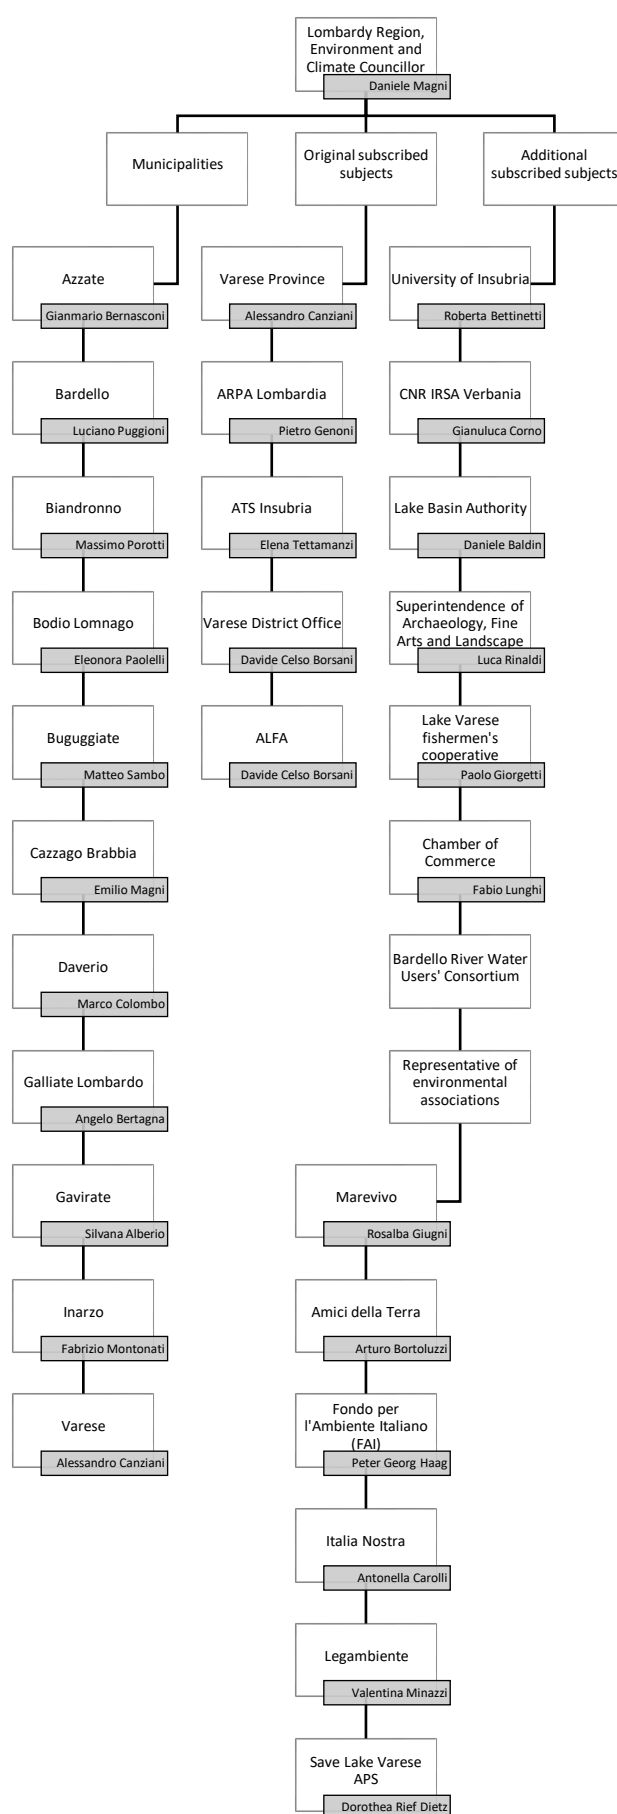 Lombardy Region,
Environment and
Climate Councillor
Daniele Magni
Municipalities
Original subscribed
subjects
Additional
subscribed subjects
Azzate
Gianmario Bernasconi
Bardello
Luciano Puggioni
Biandronno
Massimo Porotti
Bodio Lomnago
Eleonora Paolelli
Buguggiate
Matteo Sambo
Cazzago Brabbia
Emilio Magni
Daverio
Marco Colombo
Galliate Lombardo
Angelo Bertagna
Gavirate
Silvana Alberio
Inarzo
Fabrizio Montonati
Varese
Alessandro Canziani
Varese Province
Alessandro Canziani
ARPA Lombardia
Pietro Genoni
ATS Insubria
Elena Tettamanzi
Varese District Office
Davide Celso Borsani
ALFA
Davide Celso Borsani
University of Insubria
Roberta Bettinetti
CNR IRSA Verbania
Gianuluca Corno
Lake Basin Authority
Daniele Baldin
Superintendence of
Archaeology, Fine
Arts and Landscape
Luca Rinaldi
Lake Varese
fishermen's
cooperative
Paolo Giorgetti
Chamber of
Commerce
Fabio Lunghi
Bardello River Water
Users' Consortium
Representative of
environmental
associations
Marevivo
Rosalba Giugni
Amici della Terra
Arturo Bortoluzzi
Fondo per
l'Ambiente Italiano
(FAI)
Peter Georg Haag
Italia Nostra
Antonella Carolli
Legambiente
Valentina Minazzi
Save Lake Varese
APS
Dorothea Rief Dietz